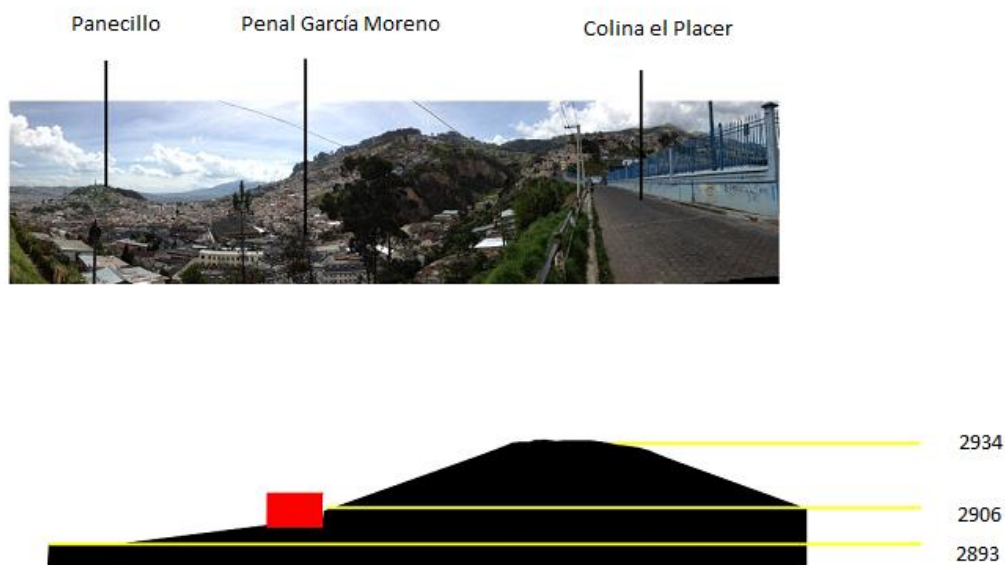 Panecillo
Penal García Moreno
Colina el Placer
2934
2906
2893